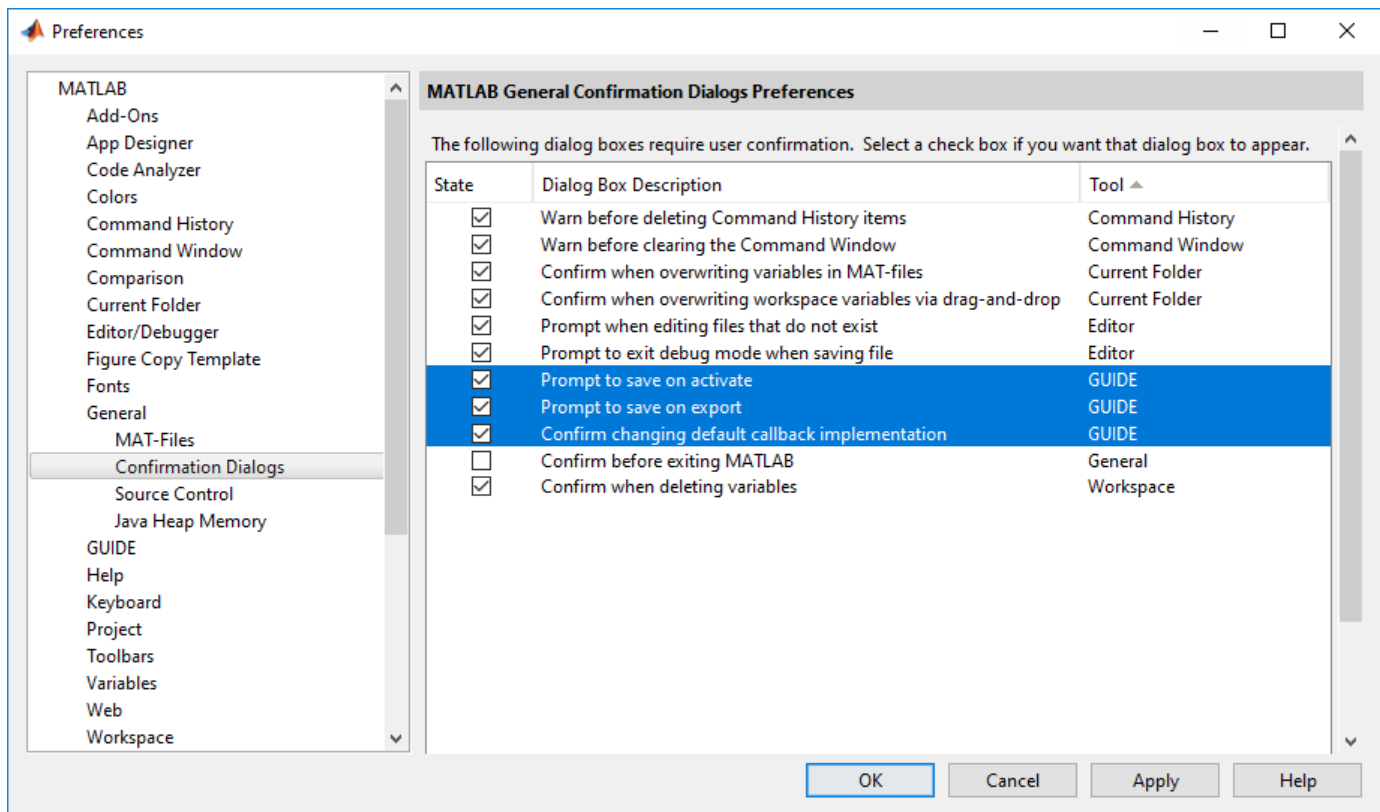 Preferences
MATLAB
Add-Ons
App Designer
Code Analyzer
Colors
Command History
Command Window
Comparison
Current Folder
Editor/Debugger
Figure Copy Template
Fonts
General
MAT-Files
Confirmation Dialogs
Source Control
Java Heap Memory
GUIDE
Help
Keyboard
Project
Toolbars
Variables
Web
Workspace
MATLAB General Confirmation Dialogs Preferences
The following dialog boxes require user confirmation. Select a check box if you want that dialog box to appear.
State Dialog Box Description Tool
Warn before deleting Command History items Command History
Warn before clearing the Command Window Command Window
Confirm when overwriting variables in MAT-files Current Folder
Confirm when overwriting workspace variables via drag-and-drop Current Folder
Prompt when editing files that do not exist Editor
Prompt to exit debug mode when saving file Editor
Prompt to save on activate GUIDE
Prompt to save on export GUIDE
Confirm changing default callback implementation GUIDE
Confirm before exiting MATLAB General
Confirm when deleting variables Workspace
OK Cancel Apply Help